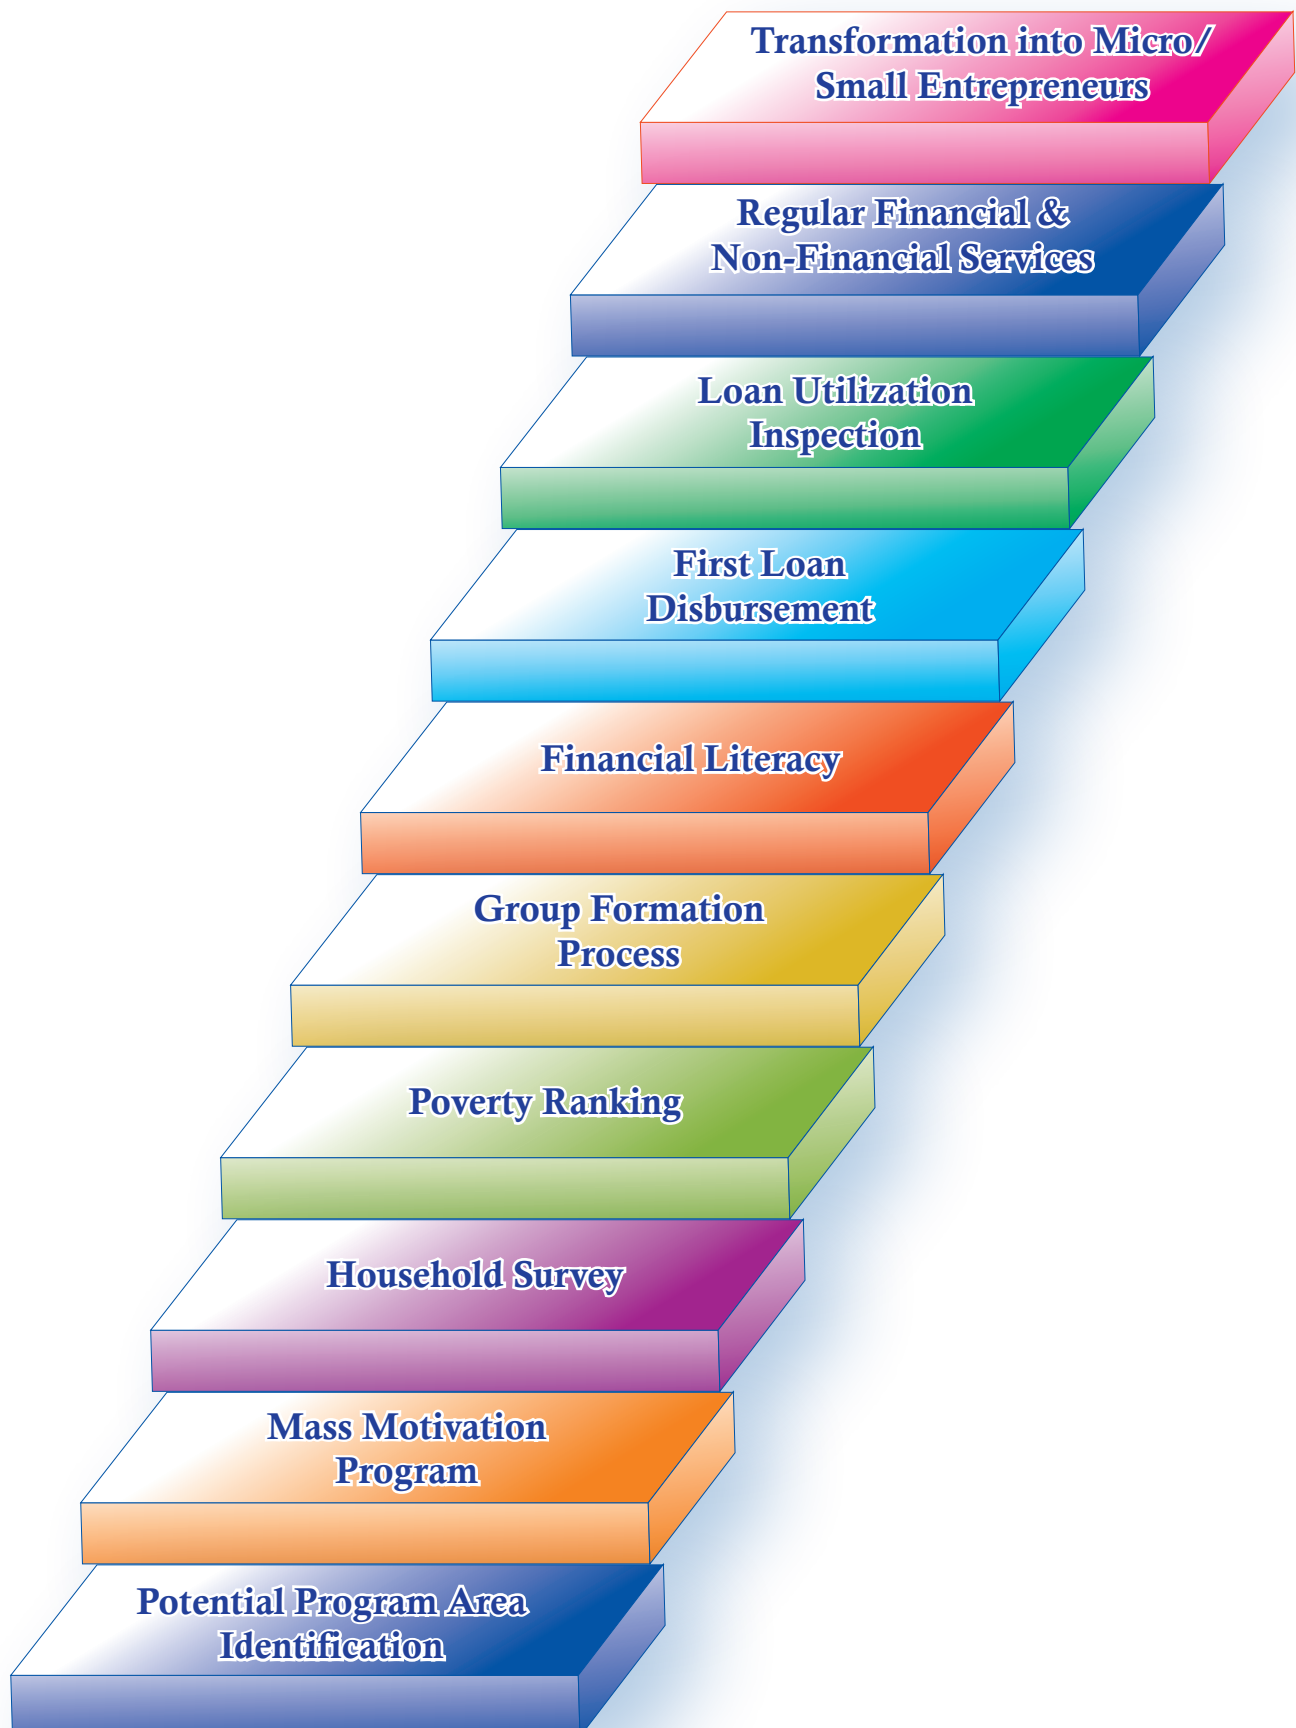 Transformation into Micro/
Small Entrepreneurs
Regular Financial &
Non-Financial Services
Loan Utilization
Inspection
First Loan
Disbursement
Financial Literacy
Group Formation
Process
Poverty Ranking
Household Survey
Mass Motivation
Program
Potential Program Area
Identification